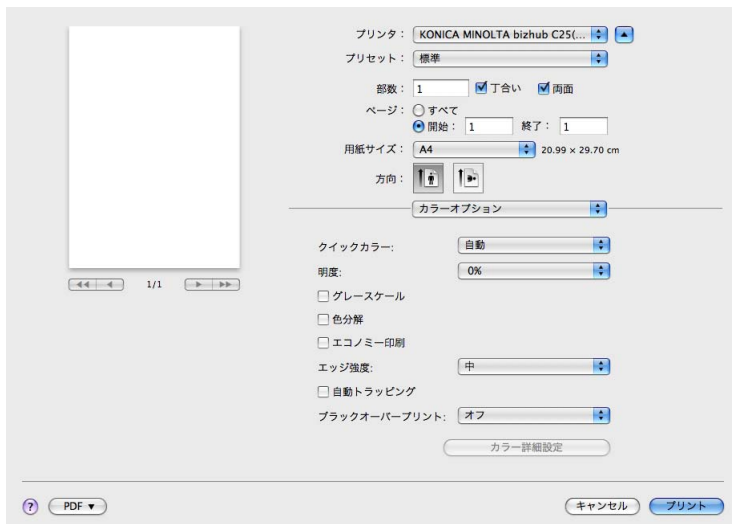 プリンタ： KONICA MINOLTA bizhub C25(...
プリセット： 標準
部数： 1 丁合い 両面
ページ： すべて
開始： 1 終了： 1
用紙サイズ： A4 20.99 × 29.70 cm
方向：
カラーオプション
クイックカラー: 自動
明度: 0%
グレースケール
色分解
エコノミー印刷
エッジ強度: 中
自動トラッピング
ブラックオーバープリント: オフ
カラー詳細設定
1/1
? PDF ▼ キャンセル プリント